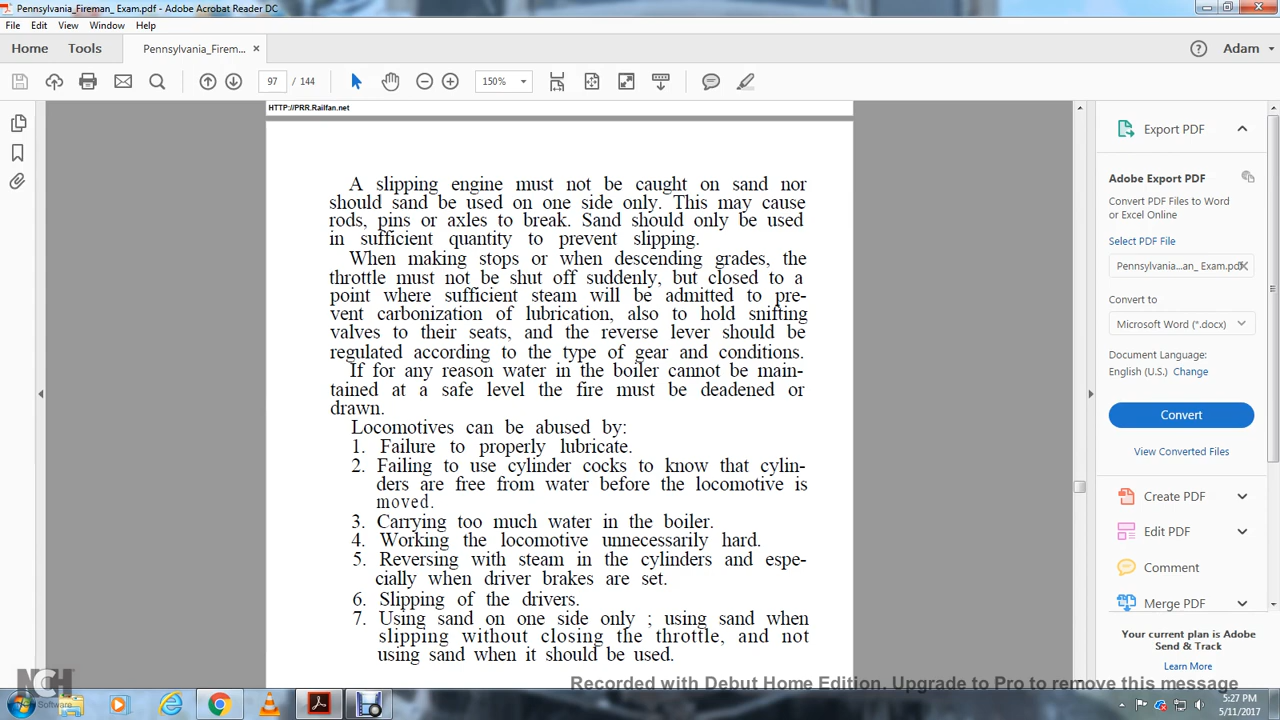 Pennsylvania_Fireman_ Exam.pdf - Adobe Acrobat Reader DC
File Edit View Window Help
Home Tools Pennsylvania_Firem... × Adam
97 / 144 150%
HTTP://PRR.Railfan.net
A slipping engine must not be caught on sand nor
should sand be used on one side only. This may cause
rods, pins or axles to break. Sand should only be used
in sufficient quantity to prevent slipping.
When making stops or when descending grades, the
throttle must not be shut off suddenly, but closed to a
point where sufficient steam will be admitted to pre-
vent carbonization of lubrication, also to hold snifting
valves to their seats, and the reverse lever should be
regulated according to the type of gear and conditions.
If for any reason water in the boiler cannot be main-
tained at a safe level the fire must be deadened or
drawn.
Locomotives can be abused by:
1. Failure to properly lubricate.
2. Failing to use cylinder cocks to know that cylin-
ders are free from water before the locomotive is
moved.
3. Carrying too much water in the boiler.
4. Working the locomotive unnecessarily hard.
5. Reversing with steam in the cylinders and espe-
cially when driver brakes are set.
6. Slipping of the drivers.
7. Using sand on one side only ; using sand when
slipping without closing the throttle, and not
using sand when it should be used.
Export PDF
Adobe Export PDF
Convert PDF Files to Word
or Excel Online
Select PDF File
Pennsylvania...an_ Exam.pdf
Convert to
Microsoft Word (*.docx)
Document Language:
English (U.S.) Change
Convert
View Converted Files
Create PDF
Edit PDF
Comment
Merge PDF
Your current plan is Adobe
Send & Track
Learn More
NCH
Software
Recorded with Debut Home Edition. Upgrade to Pro to remove this message
5:27 PM
5/11/2017